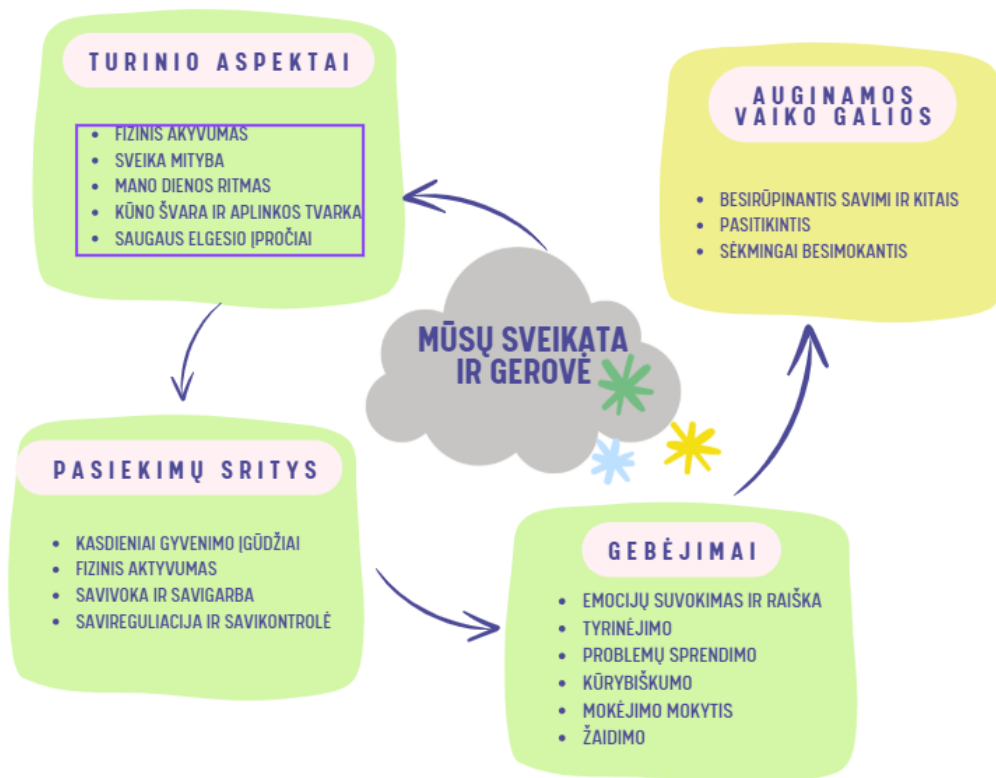 TURINIO ASPEKTAI
FIZINIS AKYVUMAS
SVEIKA MITYBA
MANO DIENOS RITMAS
KŪNO ŠVARA IR APLINKOS TVARKA
SAUGAUS ELGESIO ĮPROČIAI
AUGINAMOS
VAIKO GALIOS
BESIRŪPINANTIS SAVIMI IR KITAIS
PASITIKINTIS
SĖKMINGAI BESIMOKANTIS
MŪSŲ SVEIKATA
IR GEROVĖ
PASIEKIMŲ SRITYS
KASDIENIAI GYVENIMO ĮGŪDŽIAI
FIZINIS AKTYVUMAS
SAVIVOKA IR SAVIGARBA
SAVIREGULIACIJA IR SAVIKONTROLĖ
GEBĖJIMAI
EMOCIJŲ SUVOKIMAS IR RAIŠKA
TYRINĖJIMO
PROBLEMŲ SPRENDIMO
KŪRYBIŠKUMO
MOKĖJIMO MOKYTIS
ŽAIDIMO